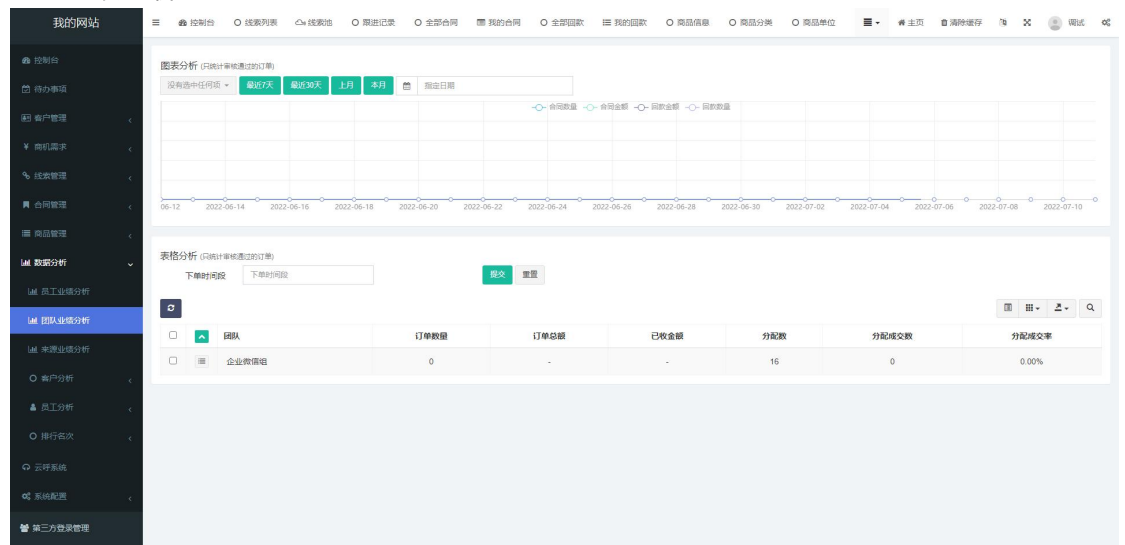 我的网站
控制台 线索列表 线索池 跟进记录 全部合同 我的合同 全部回款 我的回款 商品信息 商品分类 商品单位 主页 清除缓存 调试
控制台
待办事项
客户管理
商机需求
线索管理
合同管理
商品管理
数据分析
员工业绩分析
团队业绩分析
来源业绩分析
客户分析
员工分析
排行名次
云呼系统
系统配置
第三方登录管理
图表分析 (只统计审核通过的订单)
没有选中任何项 最近7天 最近30天 上月 本月 指定日期
合同数量 合同金额 回款金额 回款数量
06-12 2022-06-14 2022-06-16 2022-06-18 2022-06-20 2022-06-22 2022-06-24 2022-06-26 2022-06-28 2022-06-30 2022-07-02 2022-07-04 2022-07-06 2022-07-08 2022-07-10
表格分析 (只统计审核通过的订单)
下单时间段 下单时间段 提交 重置
团队 订单数量 订单总额 已收金额 分配数 分配成交数 分配成交率
企业微信组 0 - - 16 0 0.00%